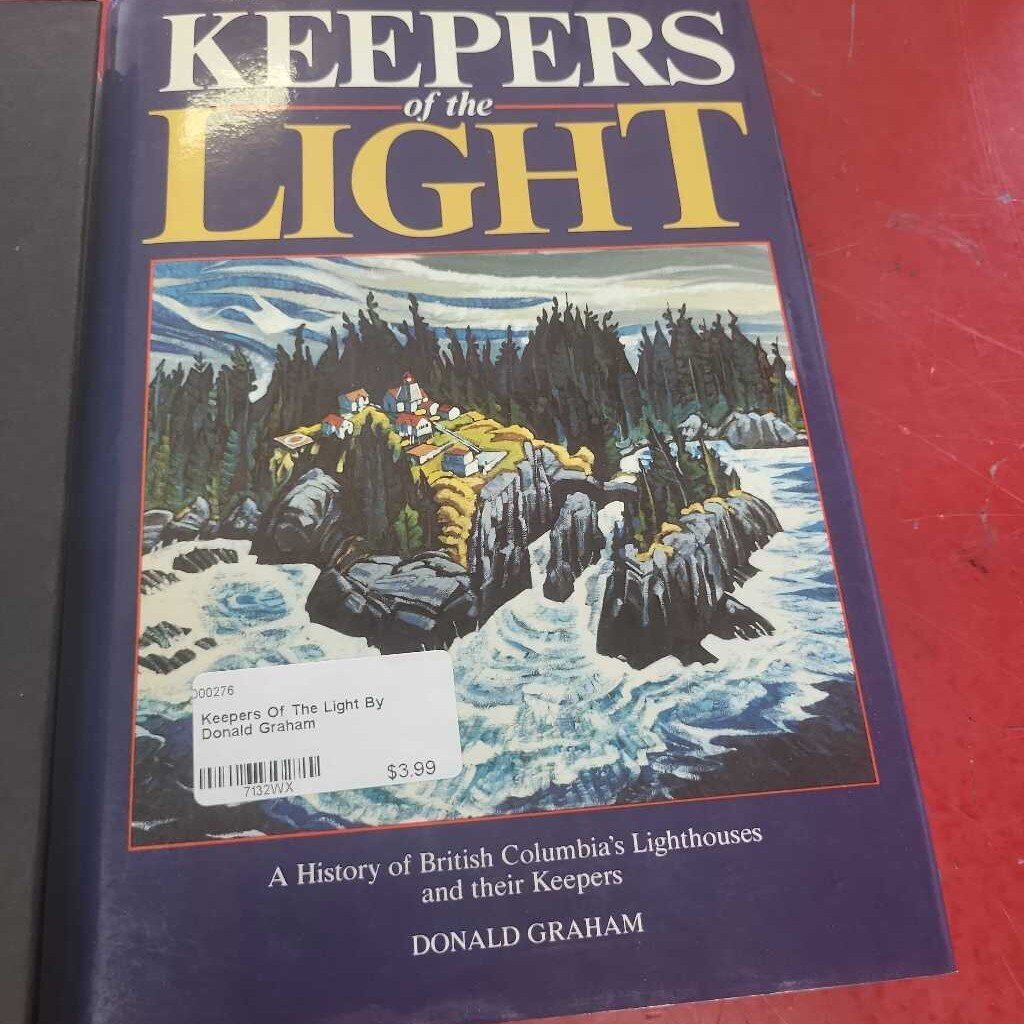 KEEPERS
of the
LIGHT
000276
Keepers Of The Light By
Donald Graham
$3.99
7132WX
A History of British Columbia's Lighthouses
and their Keepers
DONALD GRAHAM